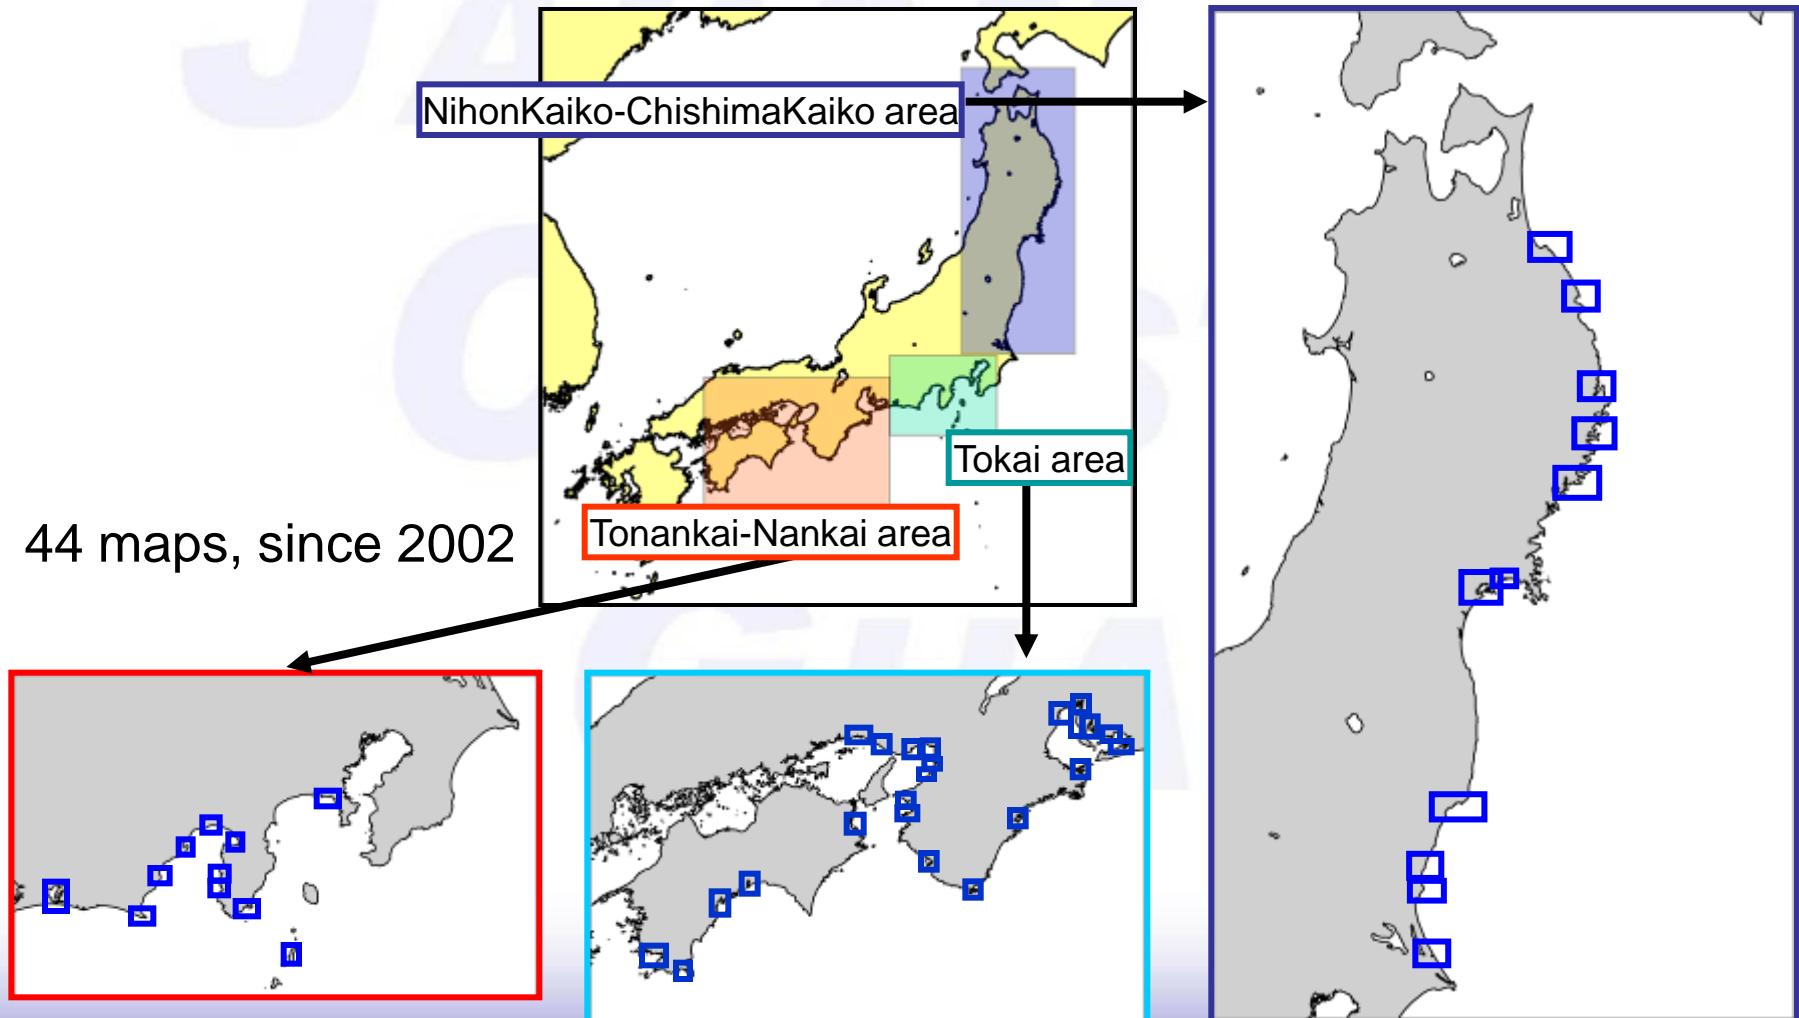 NihonKaiko-ChishimaKaiko area
Tokai area
Tonankai-Nankai area
44 maps, since 2002